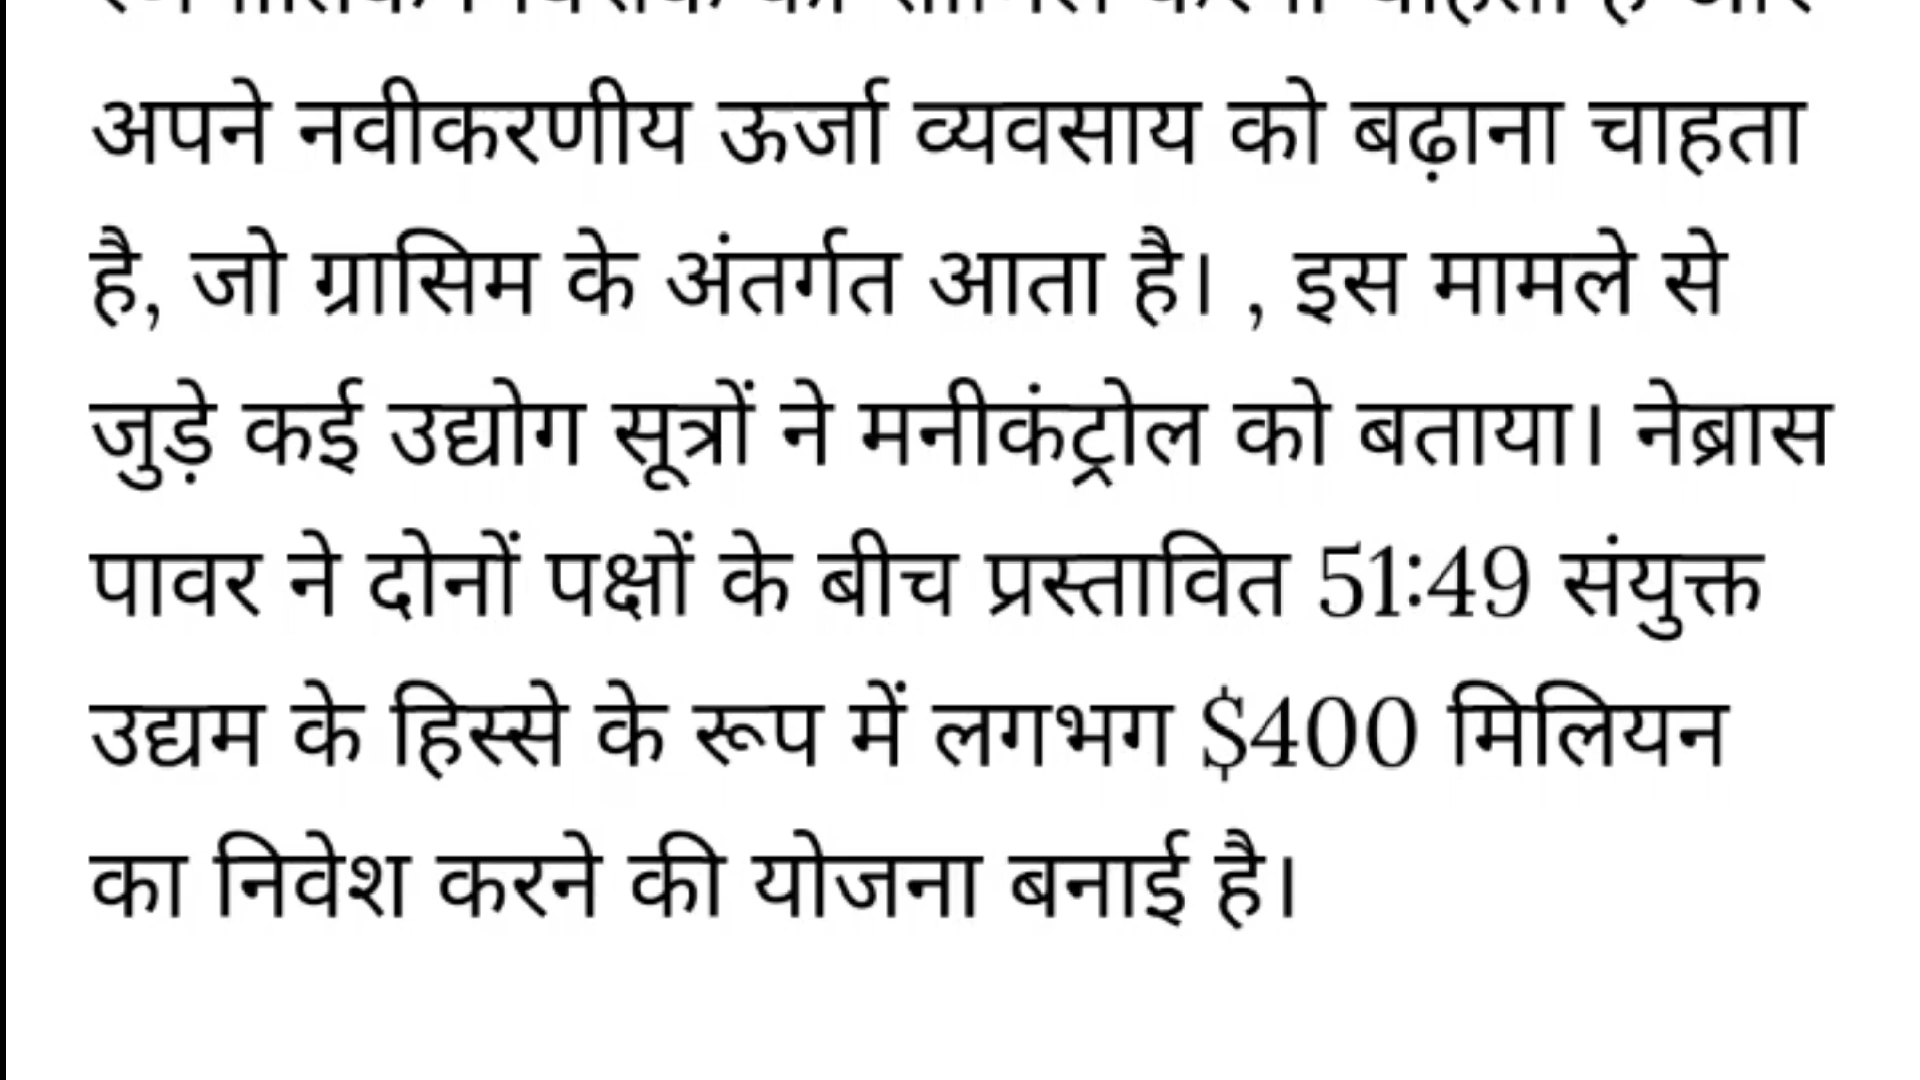 अपने नवीकरणीय ऊर्जा व्यवसाय को बढ़ाना चाहता
है, जो ग्रासिम के अंतर्गत आता है। , इस मामले से
जुड़े कई उद्योग सूत्रों ने मनीकंट्रोल को बताया। नेब्रास
पावर ने दोनों पक्षों के बीच प्रस्तावित 51:49 संयुक्त
उद्यम के हिस्से के रूप में लगभग $400 मिलियन
का निवेश करने की योजना बनाई है।